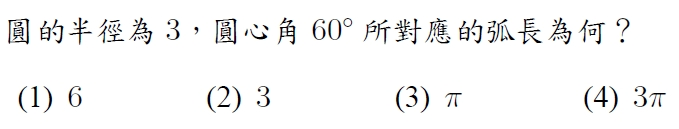 圓的半徑為 3，圓心角 60° 所對應的弧長為何？
(1) 6 (2) 3 (3) π (4) 3π